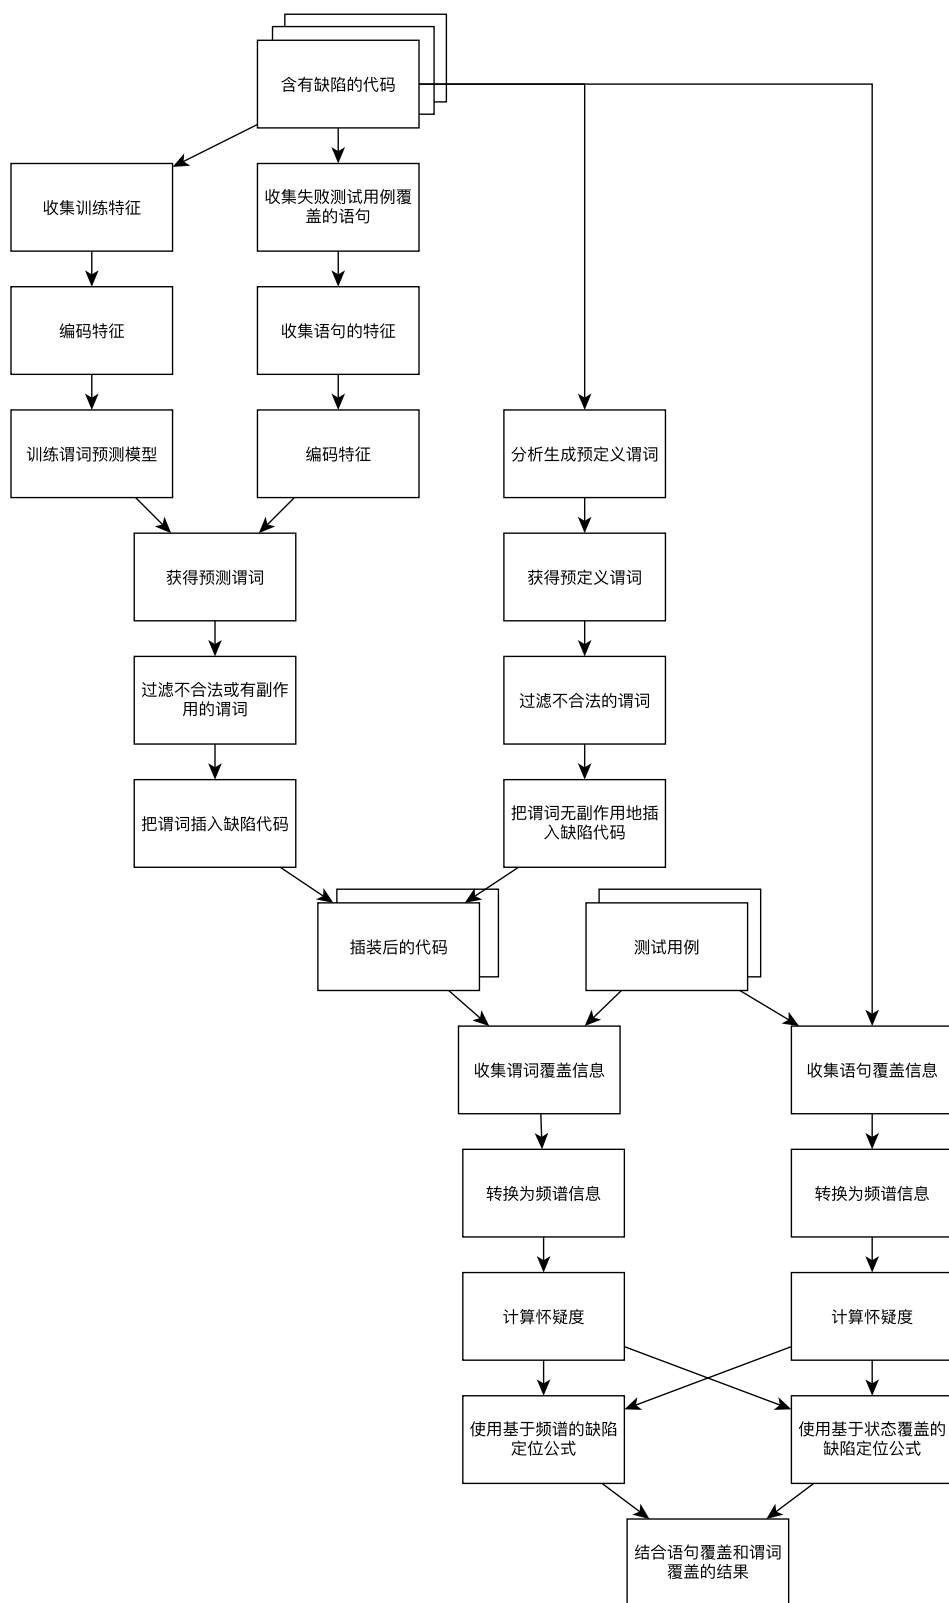 含有缺陷的代码
收集训练特征
收集失败测试用例覆
盖的语句
编码特征
收集语句的特征
训练谓词预测模型
编码特征
分析生成预定义谓词
获得预测谓词
获得预定义谓词
过滤不合法或有副作
用的谓词
过滤不合法的谓词
把谓词插入缺陷代码
把谓词无副作用地插
入缺陷代码
插装后的代码
测试用例
收集谓词覆盖信息
收集语句覆盖信息
转换为频谱信息
转换为频谱信息
计算怀疑度
计算怀疑度
使用基于频谱的缺陷
定位公式
使用基于状态覆盖的
缺陷定位公式
结合语句覆盖和谓词
覆盖的结果